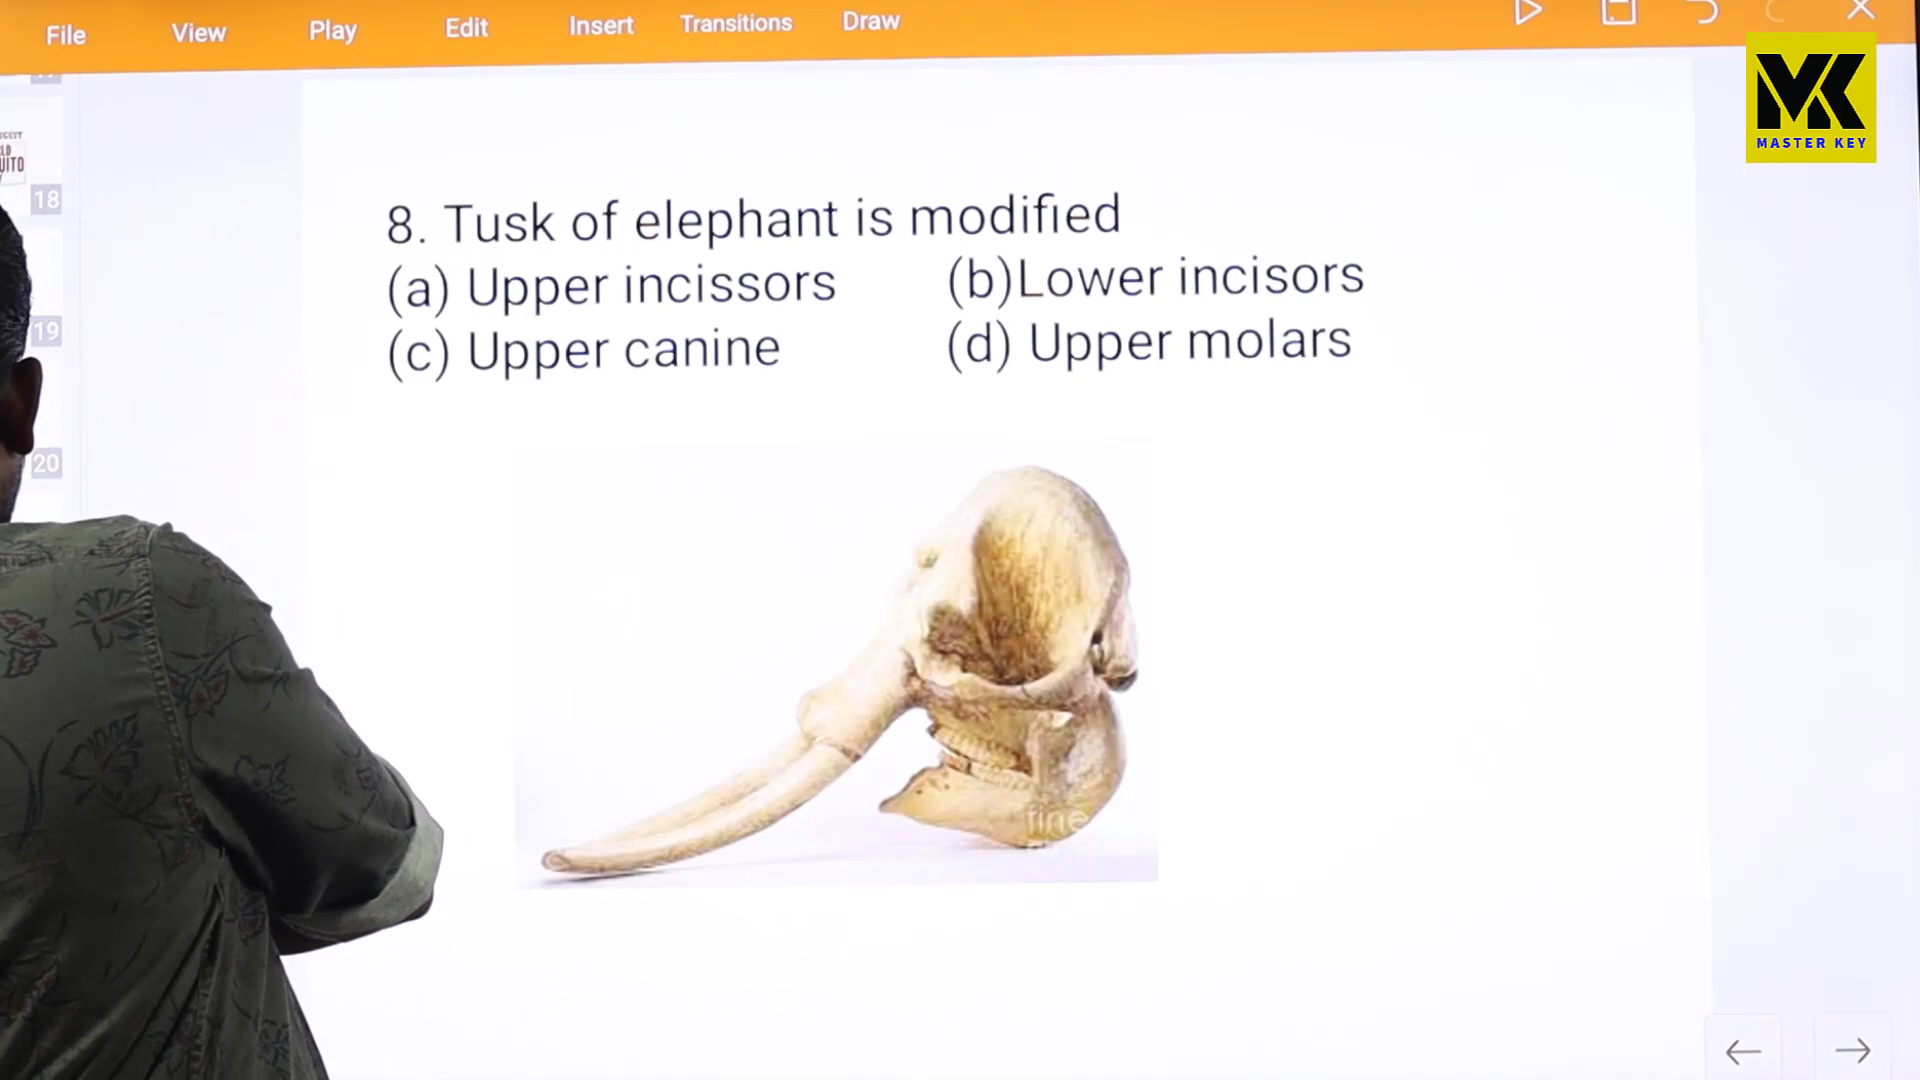 File View Play Edit Insert Transitions Draw
MASTER KEY
18
19
20
8. Tusk of elephant is modified
(a) Upper incissors (b)Lower incisors
(c) Upper canine (d) Upper molars
fine